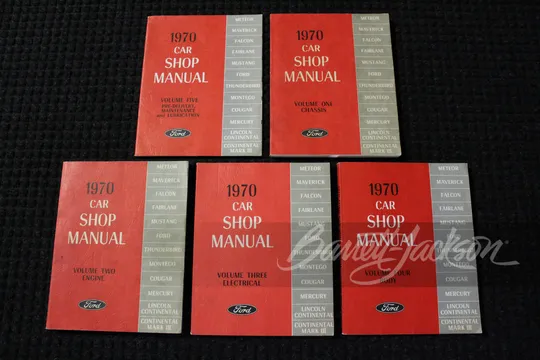 1970
CAR
SHOP
MANUAL
VOLUME FIVE
PRE-DELIVERY,
MAINTENANCE
and LUBRICATION
Ford
METEOR
MAVERICK
FALCON
FAIRLANE
MUSTANG
FORD
THUNDERBIRD
MONTEGO
COUGAR
MERCURY
LINCOLN
CONTINENTAL
CONTINENTAL
MARK III
1970
CAR
SHOP
MANUAL
VOLUME ONE
CHASSIS
Ford
METEOR
MAVERICK
FALCON
FAIRLANE
MUSTANG
FORD
THUNDERBIRD
MONTEGO
COUGAR
MERCURY
LINCOLN
CONTINENTAL
CONTINENTAL
MARK III
1970
CAR
SHOP
MANUAL
VOLUME TWO
ENGINE
Ford
METEOR
MAVERICK
FALCON
FAIRLANE
MUSTANG
FORD
THUNDERBIRD
MONTEGO
COUGAR
MERCURY
LINCOLN
CONTINENTAL
CONTINENTAL
MARK III
1970
CAR
SHOP
MANUAL
VOLUME THREE
ELECTRICAL
Ford
METEOR
MAVERICK
FALCON
FAIRLANE
MUSTANG
THUNDERBIRD
MONTEGO
COUGAR
MERCURY
LINCOLN
CONTINENTAL
CONTINENTAL
MARK III
1970
CAR
SHOP
MANUAL
VOLUME FOUR
BODY
Ford
METEOR
MAVERICK
FALCON
FAIRLANE
MUSTANG
MONTEGO
COUGAR
MERCURY
LINCOLN
CONTINENTAL
CONTINENTAL
MARK III
Barrett-Jackson